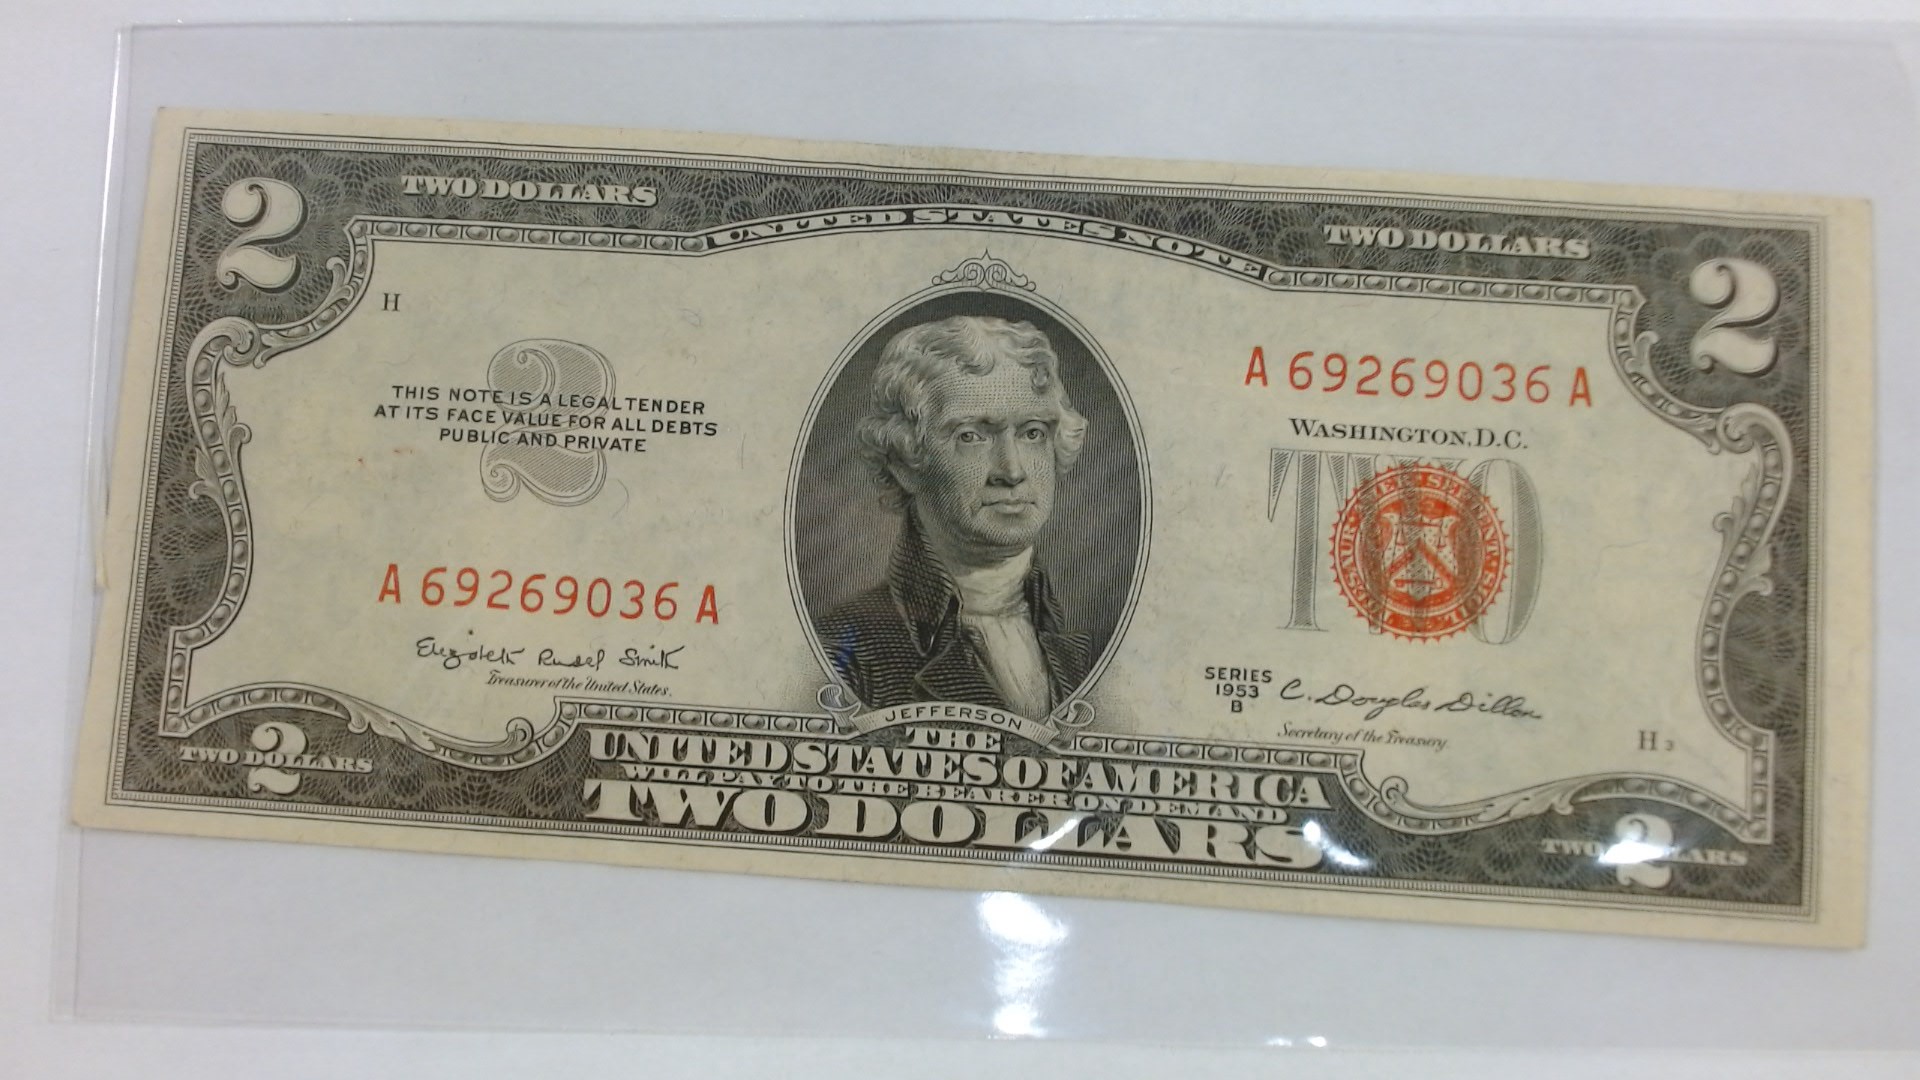 2 TWO DOLLARS UNITED STATES NOTE TWO DOLLARS 2
H
2
THIS NOTE IS A LEGAL TENDER
AT ITS FACE VALUE FOR ALL DEBTS
PUBLIC AND PRIVATE
A 69269036 A
WASHINGTON, D.C.
TWO
A 69269036 A
Elizabeth Rudel Smith
Treasurer of the United States.
SERIES
1953
B
C. Douglas Dillon
Secretary of the Treasury.
H 3
JEFFERSON
THE
UNITED STATES OF AMERICA
WILL PAY TO THE BEARER ON DEMAND
TWO DOLLARS
TWO 2 DOLLARS
2